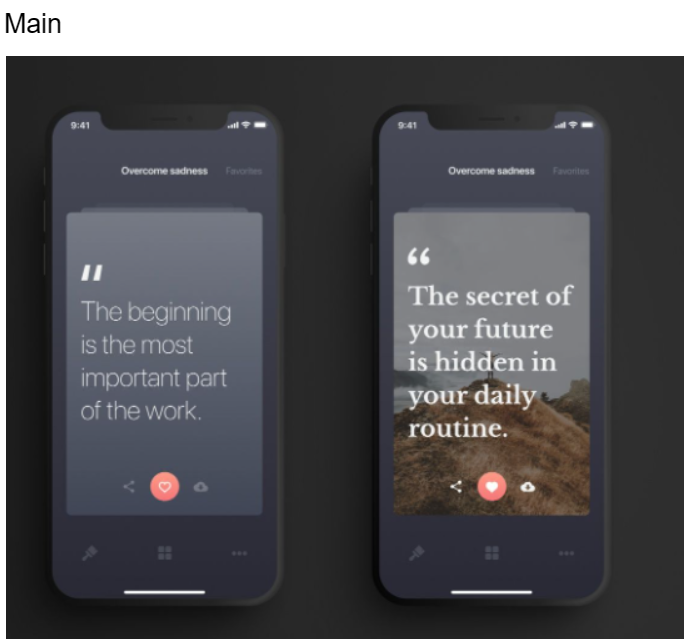 Main
9:41
Overcome sadness Favorites
“
The beginning
is the most
important part
of the work.
9:41
Overcome sadness Favorites
“
The secret of
your future
is hidden in
your daily
routine.